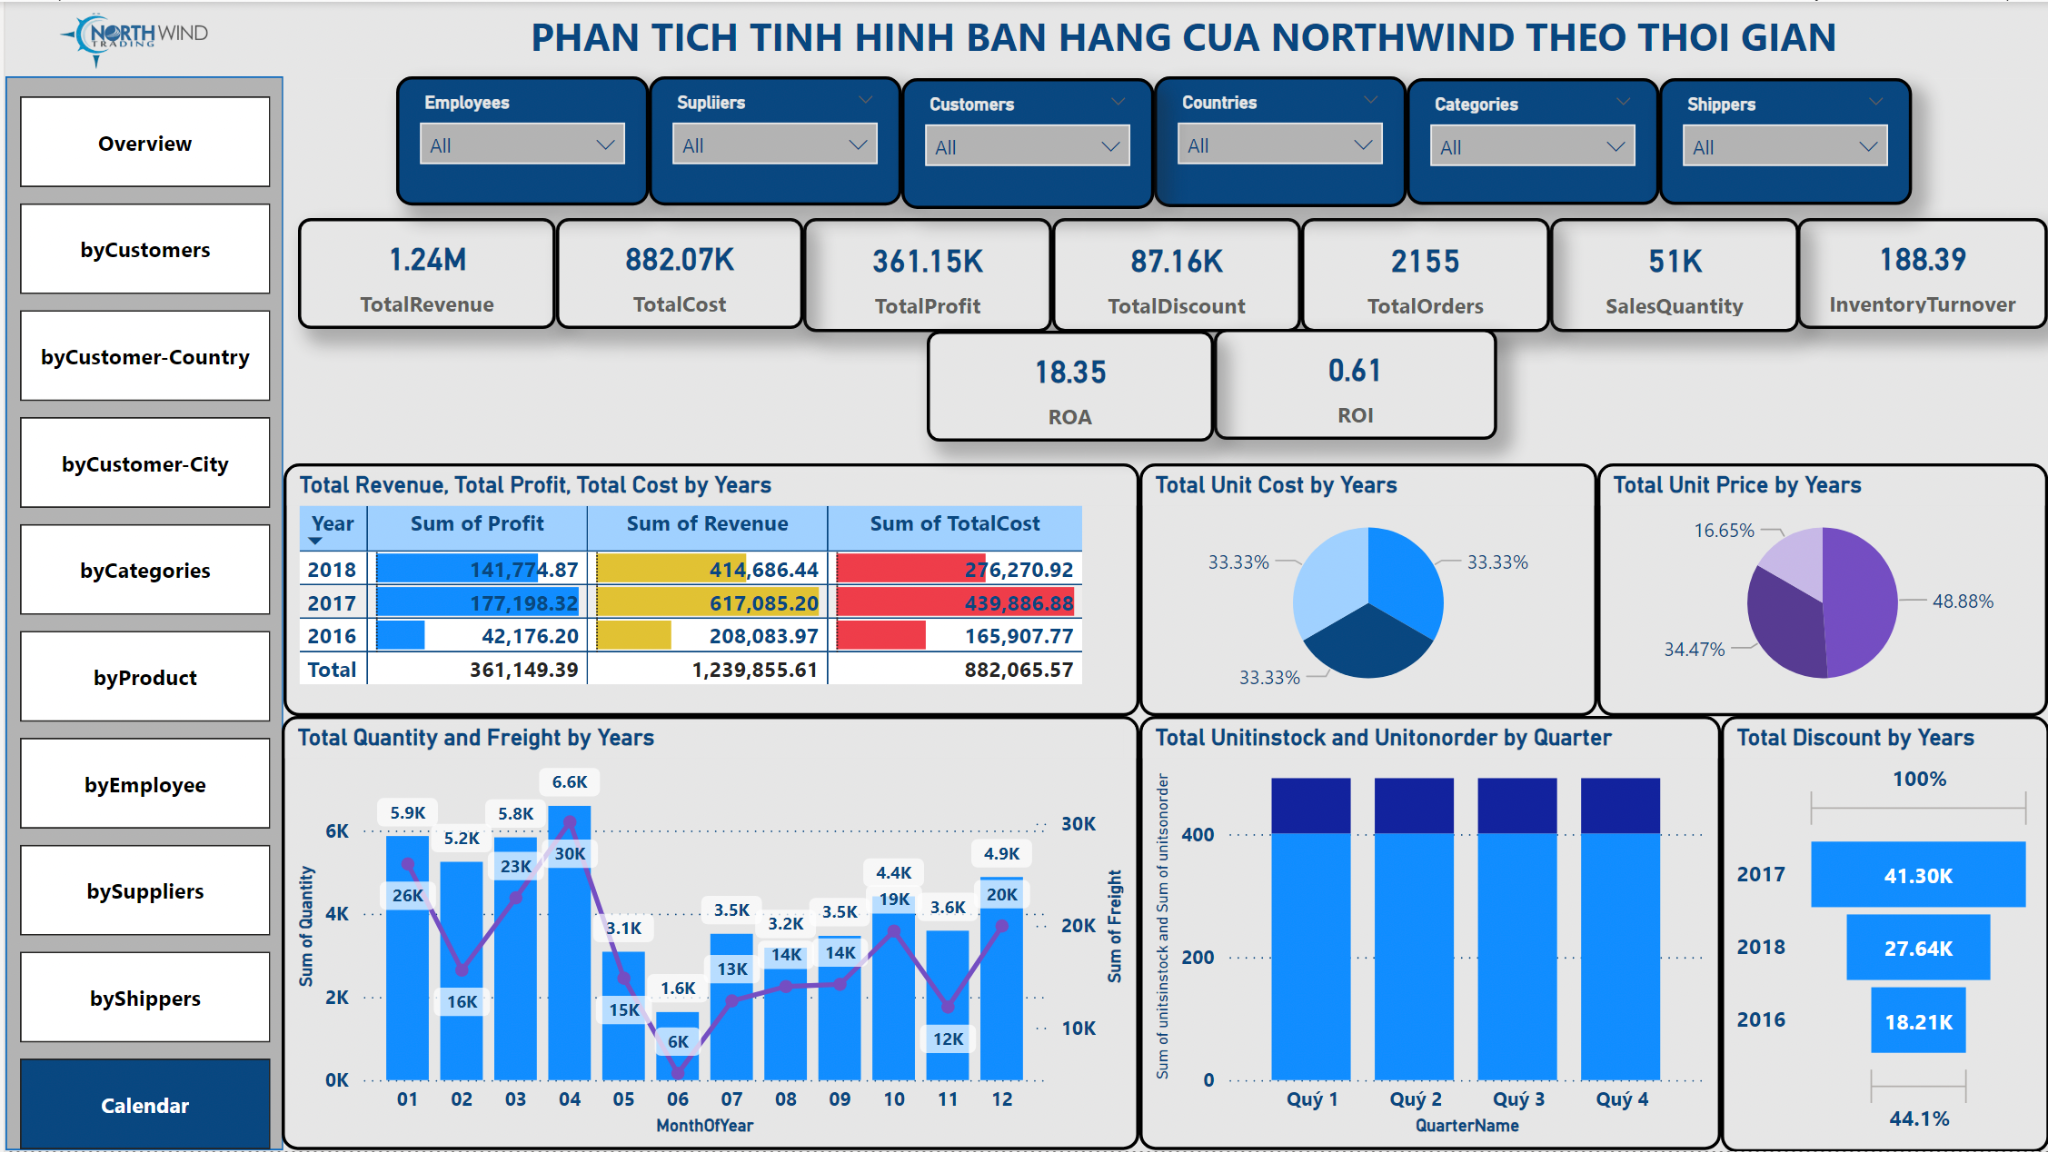 NORTHWIND
TRADING
PHAN TICH TINH HINH BAN HANG CUA NORTHWIND THEO THOI GIAN
Overview
byCustomers
byCustomer-Country
byCustomer-City
byCategories
byProduct
byEmployee
bySuppliers
byShippers
Calendar
Employees
All
Supliiers
All
Customers
All
Countries
All
Categories
All
Shippers
All
1.24M
TotalRevenue
882.07K
TotalCost
361.15K
TotalProfit
87.16K
TotalDiscount
2155
TotalOrders
51K
SalesQuantity
188.39
InventoryTurnover
18.35
ROA
0.61
ROI
Total Revenue, Total Profit, Total Cost by Years
Year Sum of Profit Sum of Revenue Sum of TotalCost
2018 141,774.87 414,686.44 276,270.92
2017 177,198.32 617,085.20 439,886.88
2016 42,176.20 208,083.97 165,907.77
Total 361,149.39 1,239,855.61 882,065.57
Total Unit Cost by Years
33.33% 33.33%
33.33%
Total Unit Price by Years
16.65%
48.88%
34.47%
Total Quantity and Freight by Years
Sum of Quantity
6K
4K
2K
0K
5.9K 5.2K 5.8K 6.6K 3.1K 1.6K 3.5K 3.2K 3.5K 4.4K 3.6K 4.9K
26K 16K 23K 30K 15K 6K 13K 14K 14K 19K 12K 20K
30K
20K
10K
Sum of Freight
01 02 03 04 05 06 07 08 09 10 11 12
MonthOfYear
Total Unitinstock and Unitonorder by Quarter
Sum of unitsinstock and Sum of unitsonorder
400
200
0
Quý 1 Quý 2 Quý 3 Quý 4
QuarterName
Total Discount by Years
100%
2017 41.30K
2018 27.64K
2016 18.21K
44.1%